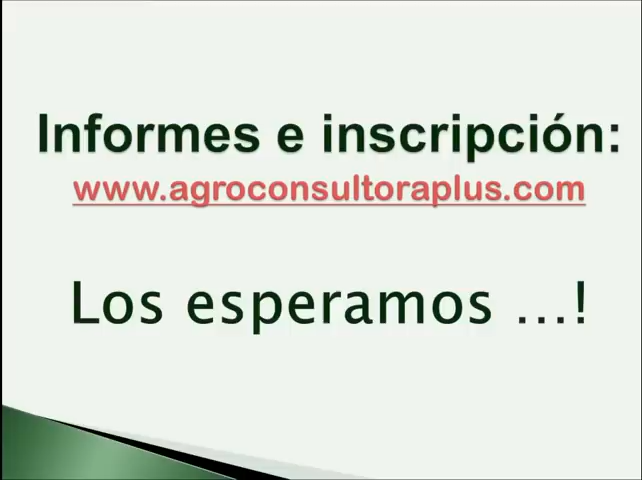 Informes e inscripción:
www.agroconsultoraplus.com
Los esperamos ...!